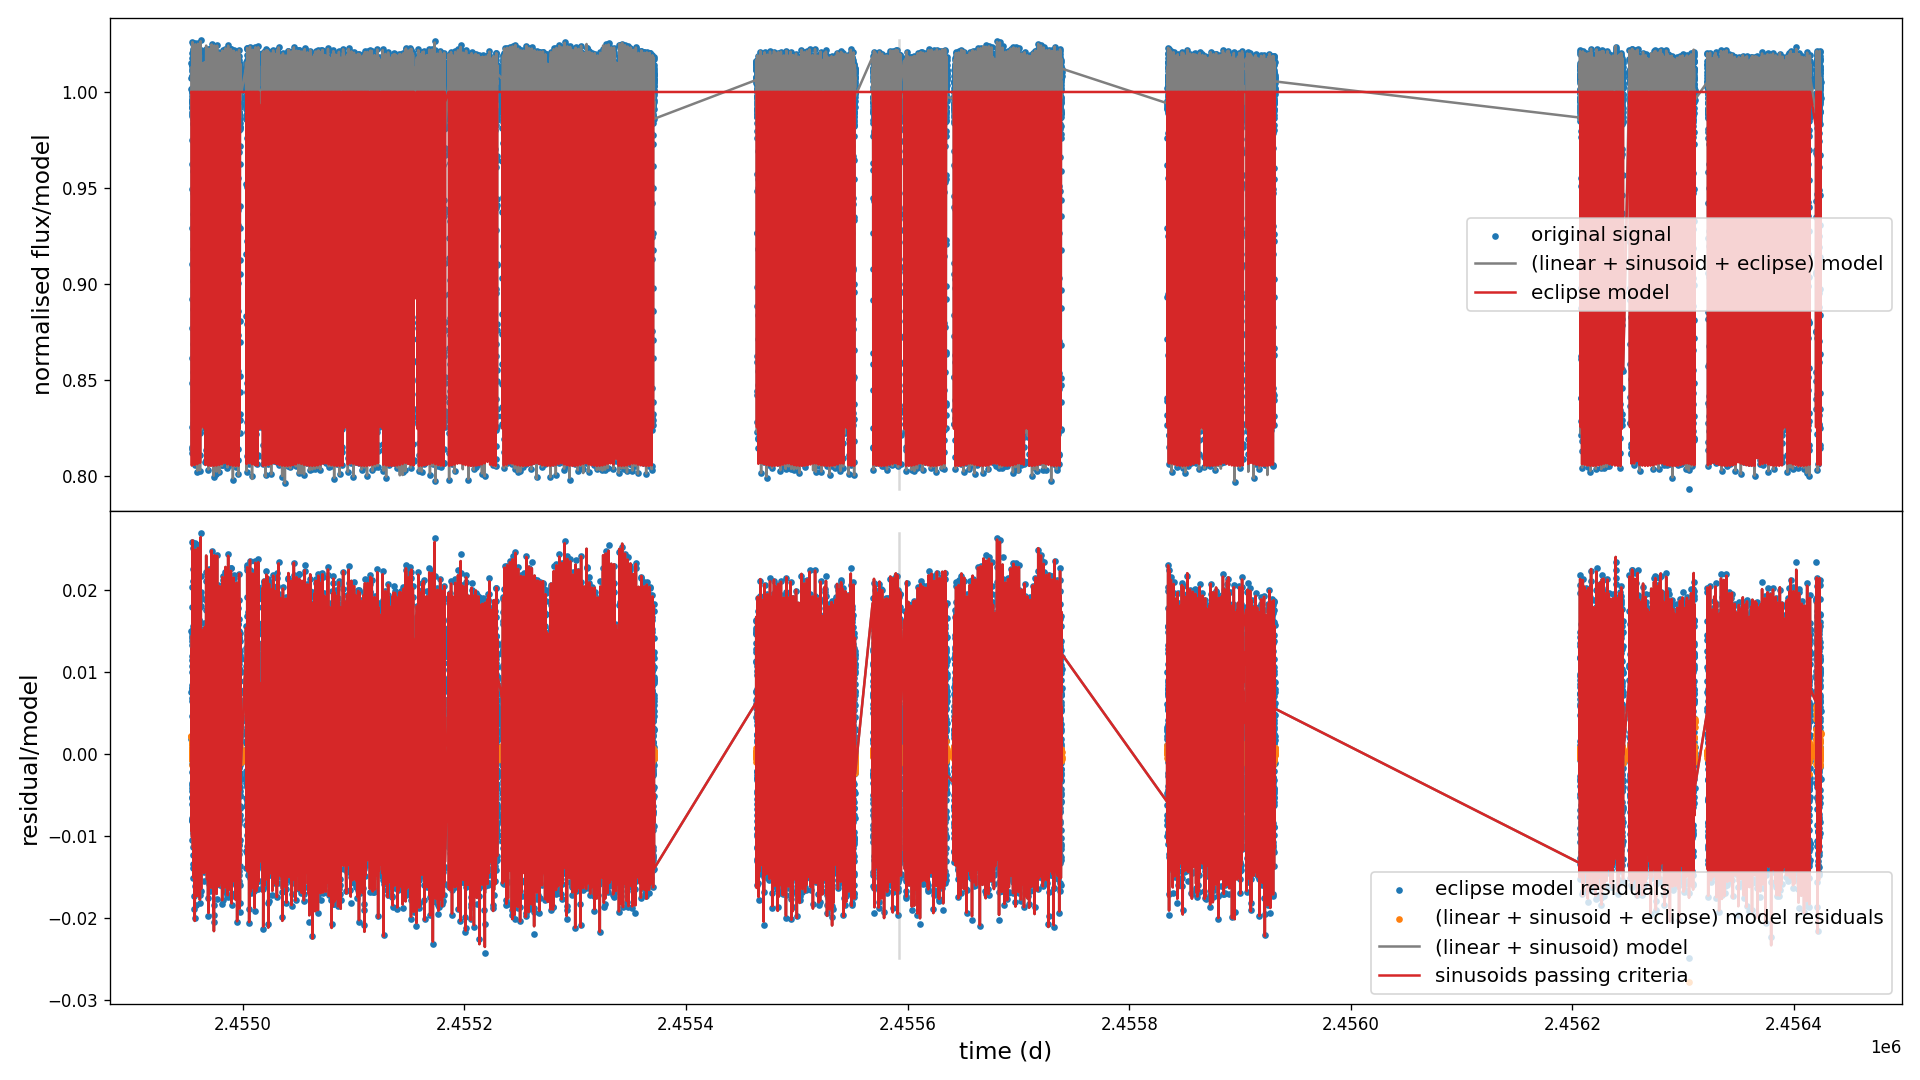 normalised flux/model
1.00
0.95
0.90
0.85
0.80
original signal
(linear + sinusoid + eclipse) model
eclipse model
residual/model
0.02
0.01
0.00
−0.01
−0.02
−0.03
eclipse model residuals
(linear + sinusoid + eclipse) model residuals
(linear + sinusoid) model
sinusoids passing criteria
2.4550 2.4552 2.4554 2.4556 2.4558 2.4560 2.4562 2.4564
1e6
time (d)